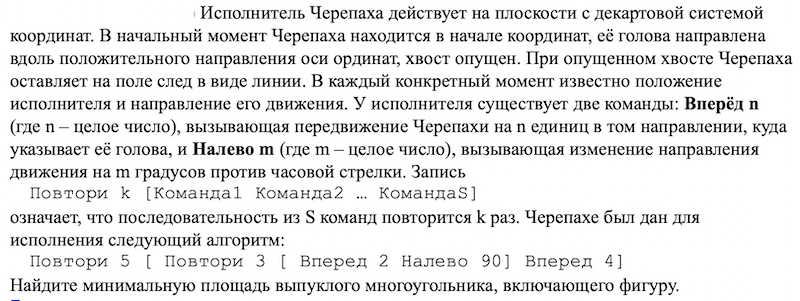 Исполнитель Черепаха действует на плоскости с декартовой системой
координат. В начальный момент Черепаха находится в начале координат, её голова направлена
вдоль положительного направления оси ординат, хвост опущен. При опущенном хвосте Черепаха
оставляет на поле след в виде линии. В каждый конкретный момент известно положение
исполнителя и направление его движения. У исполнителя существует две команды: Вперёд n
(где n – целое число), вызывающая передвижение Черепахи на n единиц в том направлении, куда
указывает её голова, и Налево m (где m – целое число), вызывающая изменение направления
движения на m градусов против часовой стрелки. Запись
Повтори k [Команда1 Команда2 … КомандаS]
означает, что последовательность из S команд повторится k раз. Черепахе был дан для
исполнения следующий алгоритм:
Повтори 5 [ Повтори 3 [ Вперед 2 Налево 90] Вперед 4]
Найдите минимальную площадь выпуклого многоугольника, включающего фигуру.